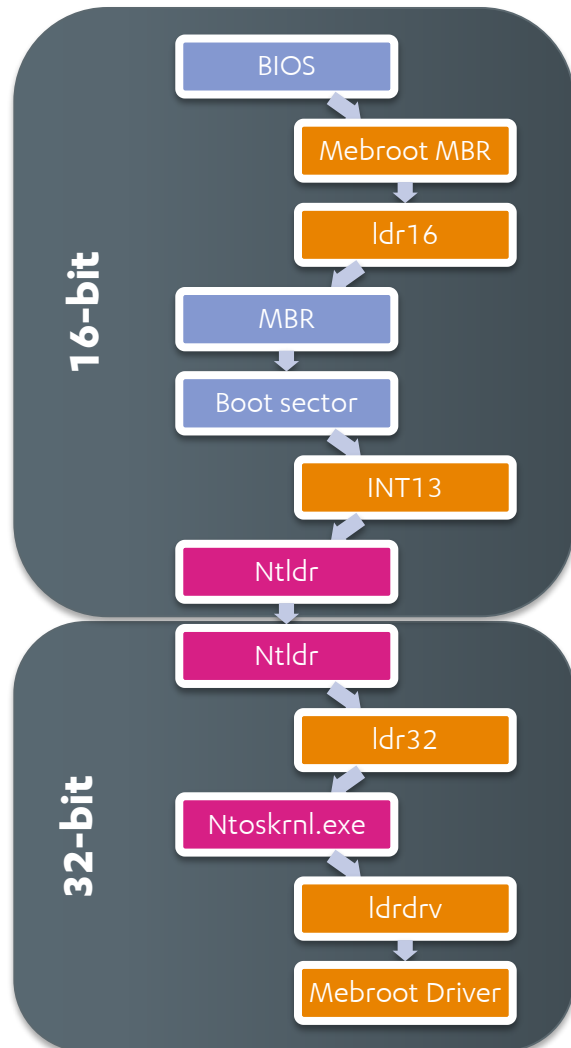 16-bit
BIOS
Mebroot MBR
ldr16
MBR
Boot sector
INT13
Ntldr
32-bit
Ntldr
ldr32
Ntoskrnl.exe
ldrdrv
Mebroot Driver